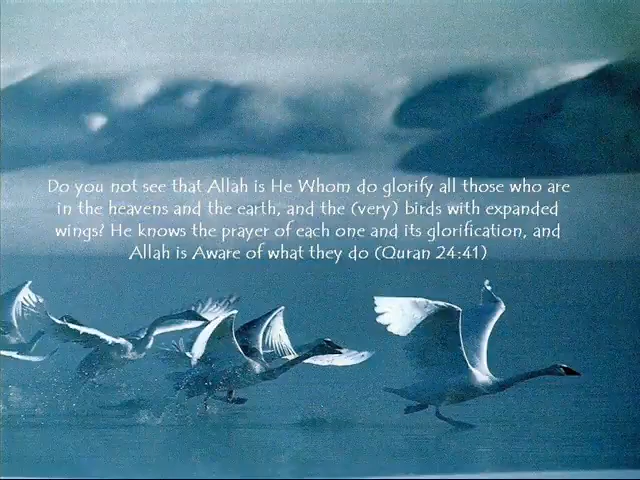 Do you not see that Allah is He Whom do glorify all those who are
in the heavens and the earth, and the (very) birds with expanded
wings? He knows the prayer of each one and its glorification, and
Allah is Aware of what they do (Quran 24:41)